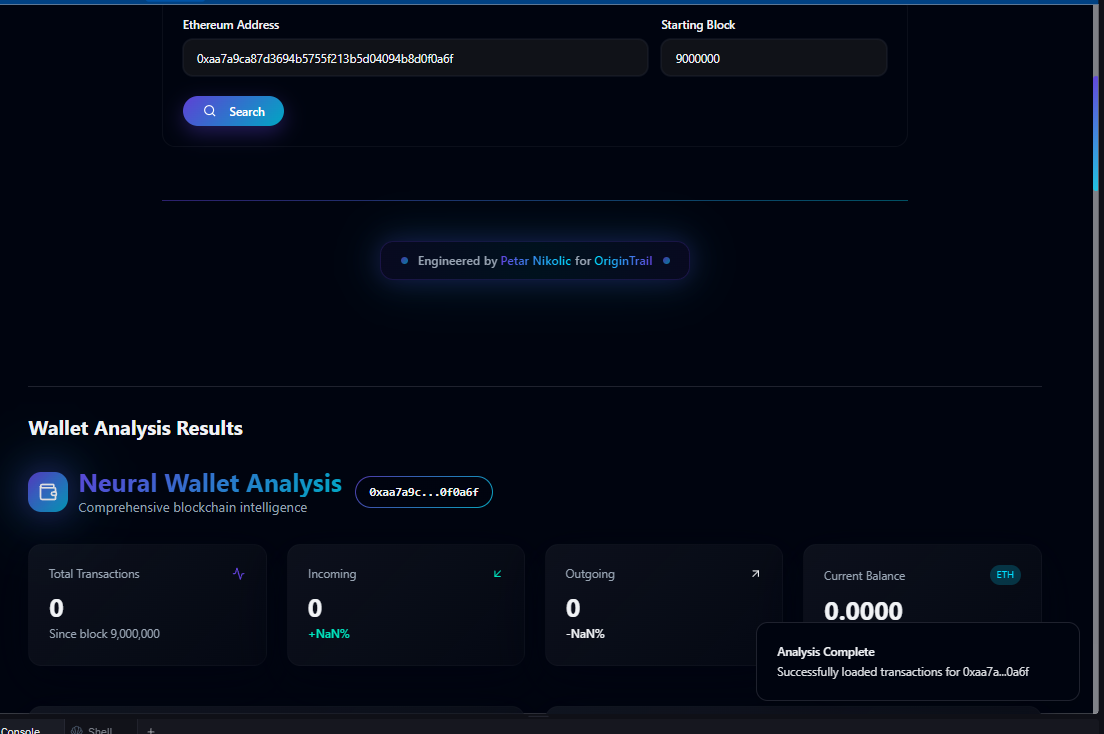 Ethereum Address
Starting Block
0xaa7a9ca87d3694b5755f213b5d04094b8d0f0a6f
9000000
Search
Engineered by Petar Nikolic for OriginTrail
Wallet Analysis Results
Neural Wallet Analysis
0xaa7a9c...0f0a6f
Comprehensive blockchain intelligence
Total Transactions
0
Since block 9,000,000
Incoming
0
+NaN%
Outgoing
0
-NaN%
Current Balance
ETH
0.0000
Analysis Complete
Successfully loaded transactions for 0xaa7a...0a6f
Console
Shell
+